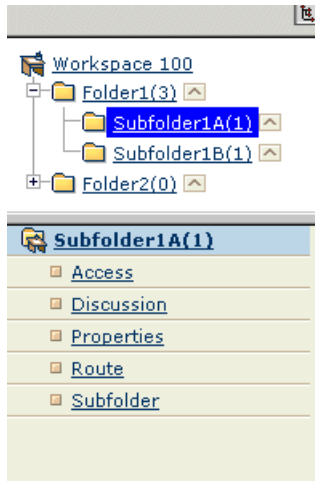 Workspace 100
Folder1(3)
Subfolder1A(1)
Subfolder1B(1)
Folder2(0)
Subfolder1A(1)
Access
Discussion
Properties
Route
Subfolder